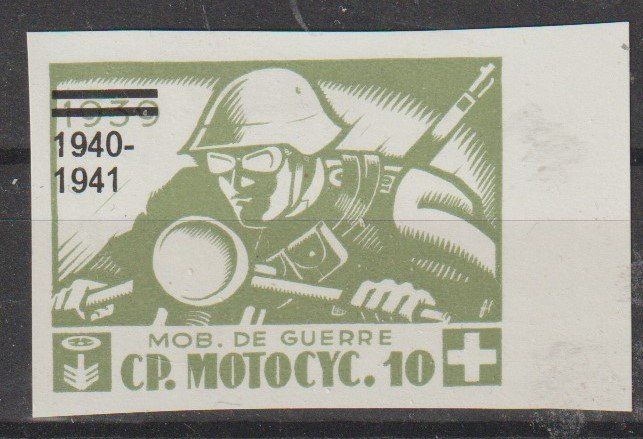 1939
1940-
1941
MOB. DE GUERRE
CP. MOTOCYC. 10